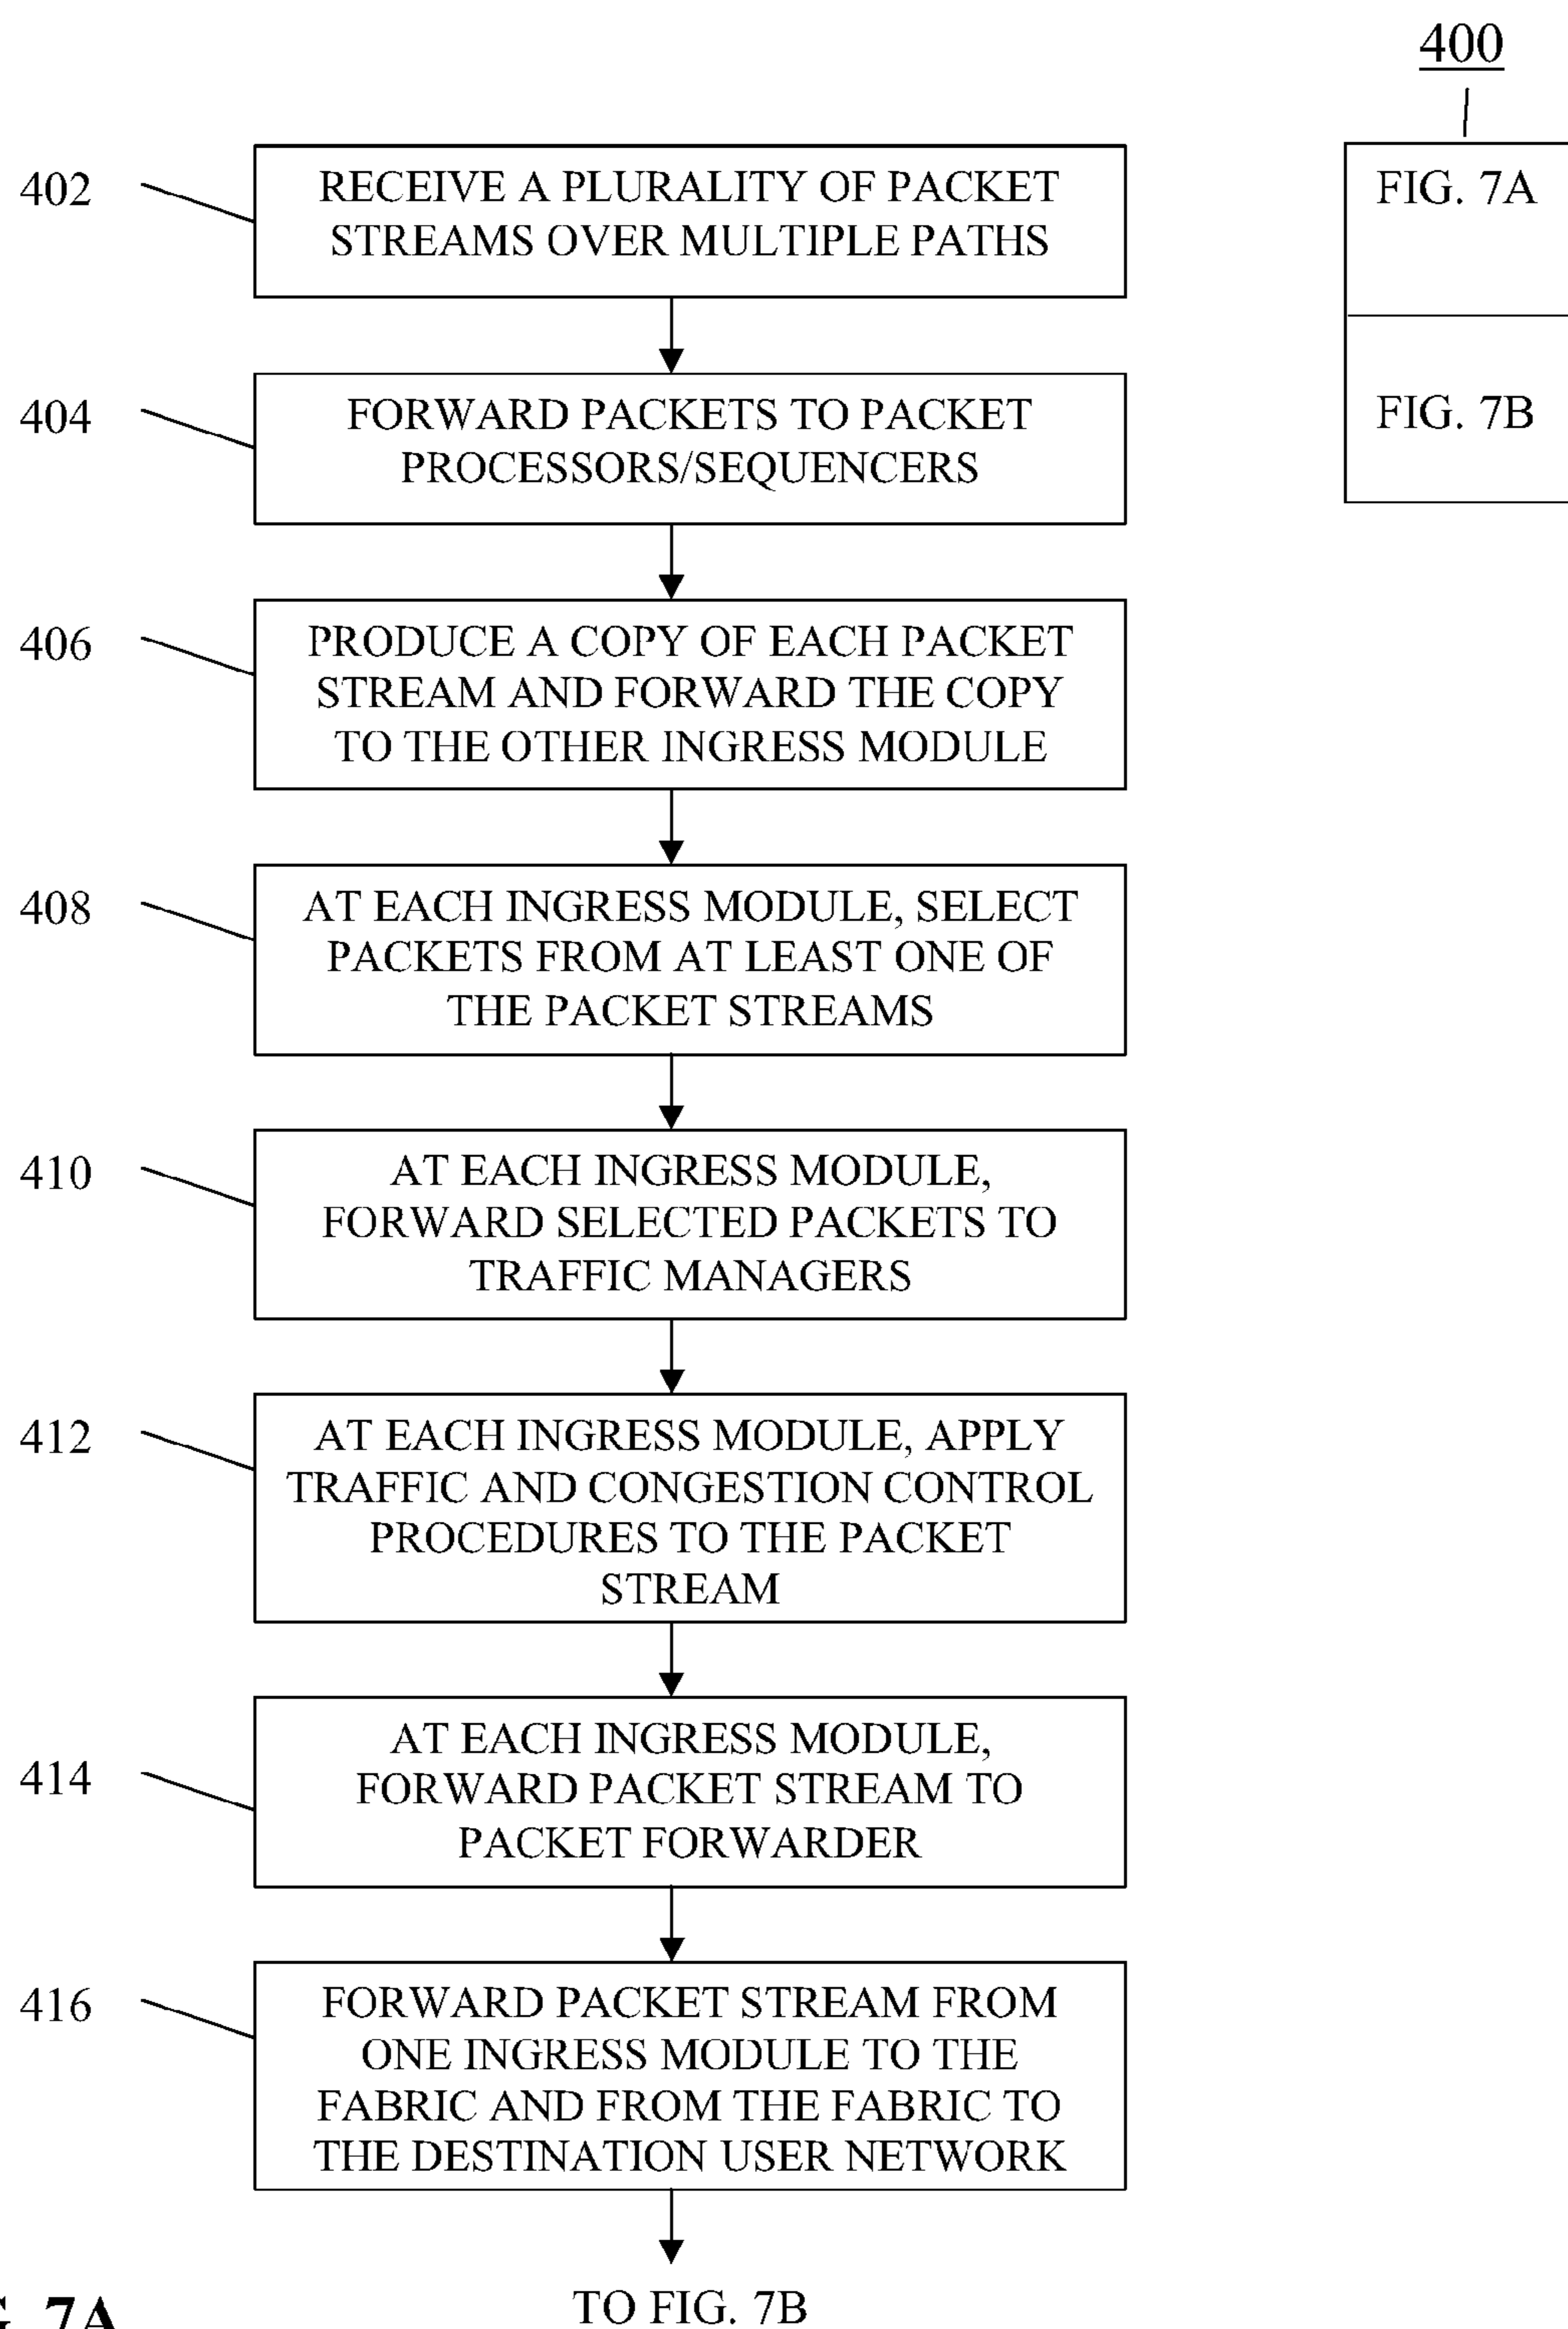 400
FIG. 7A
FIG. 7B
402
RECEIVE A PLURALITY OF PACKET
STREAMS OVER MULTIPLE PATHS
404
FORWARD PACKETS TO PACKET
PROCESSORS/SEQUENCERS
406
PRODUCE A COPY OF EACH PACKET
STREAM AND FORWARD THE COPY
TO THE OTHER INGRESS MODULE
408
AT EACH INGRESS MODULE, SELECT
PACKETS FROM AT LEAST ONE OF
THE PACKET STREAMS
410
AT EACH INGRESS MODULE,
FORWARD SELECTED PACKETS TO
TRAFFIC MANAGERS
412
AT EACH INGRESS MODULE, APPLY
TRAFFIC AND CONGESTION CONTROL
PROCEDURES TO THE PACKET
STREAM
414
AT EACH INGRESS MODULE,
FORWARD PACKET STREAM TO
PACKET FORWARDER
416
FORWARD PACKET STREAM FROM
ONE INGRESS MODULE TO THE
FABRIC AND FROM THE FABRIC TO
THE DESTINATION USER NETWORK
TO FIG. 7B
G. 7A